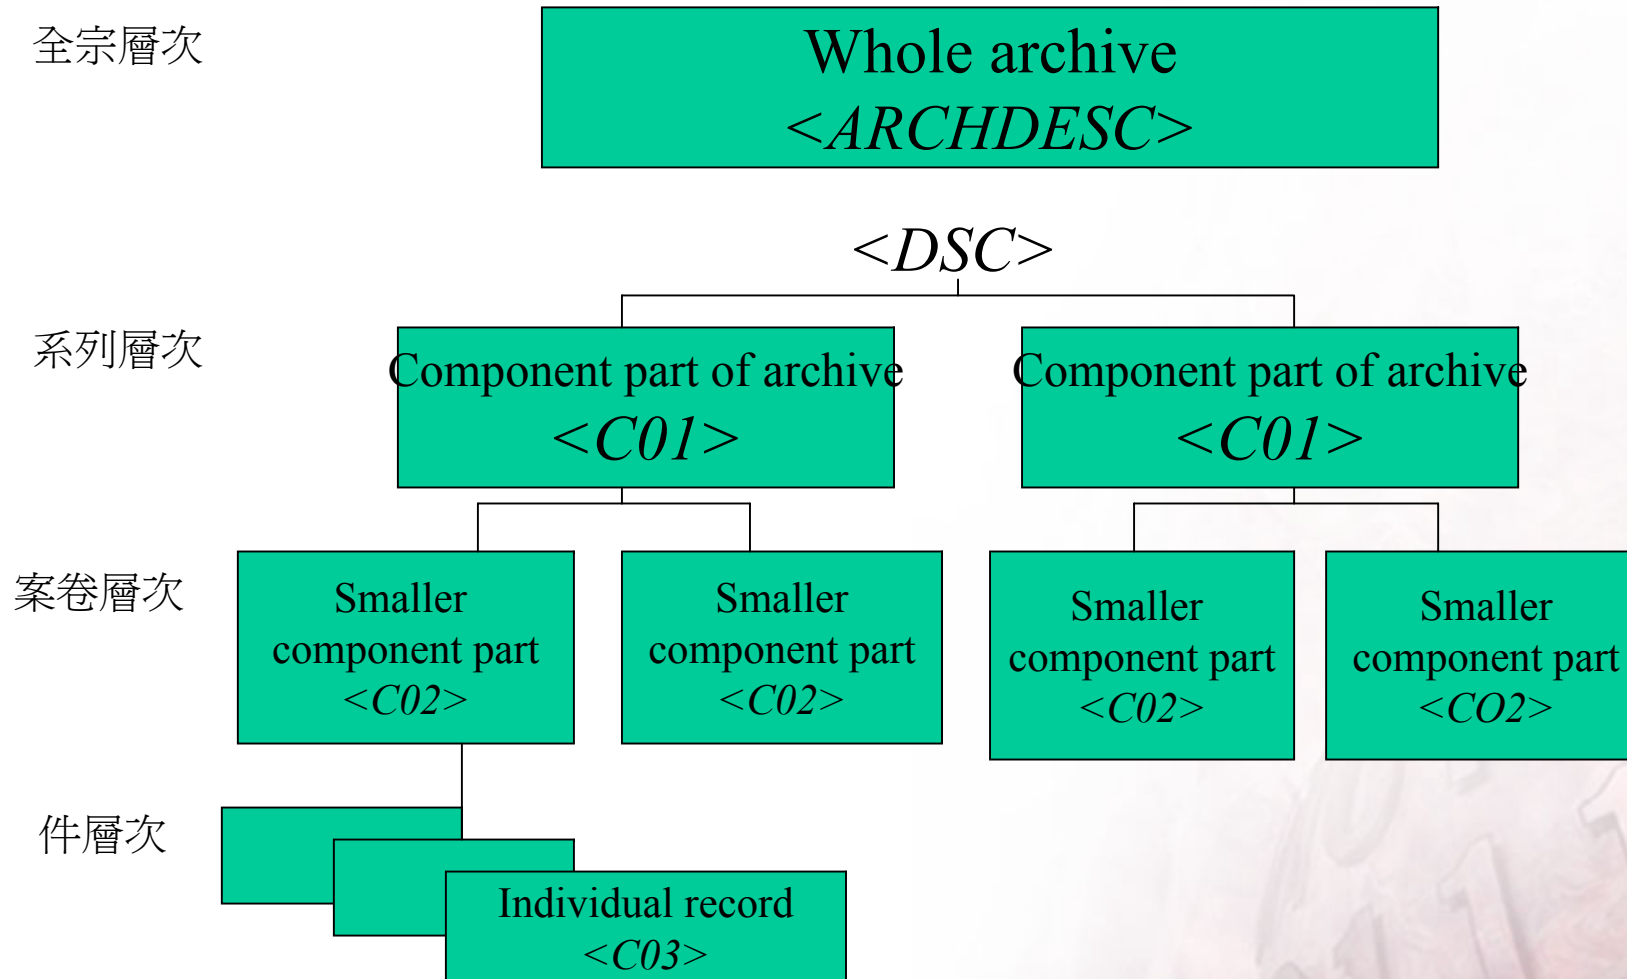 全宗層次
Whole archive
<ARCHDESC>
<DSC>
系列層次
Component part of archive
<C01>
Component part of archive
<C01>
案卷層次
Smaller
component part
<C02>
Smaller
component part
<C02>
Smaller
component part
<C02>
Smaller
component part
<CO2>
件層次
Individual record
<C03>